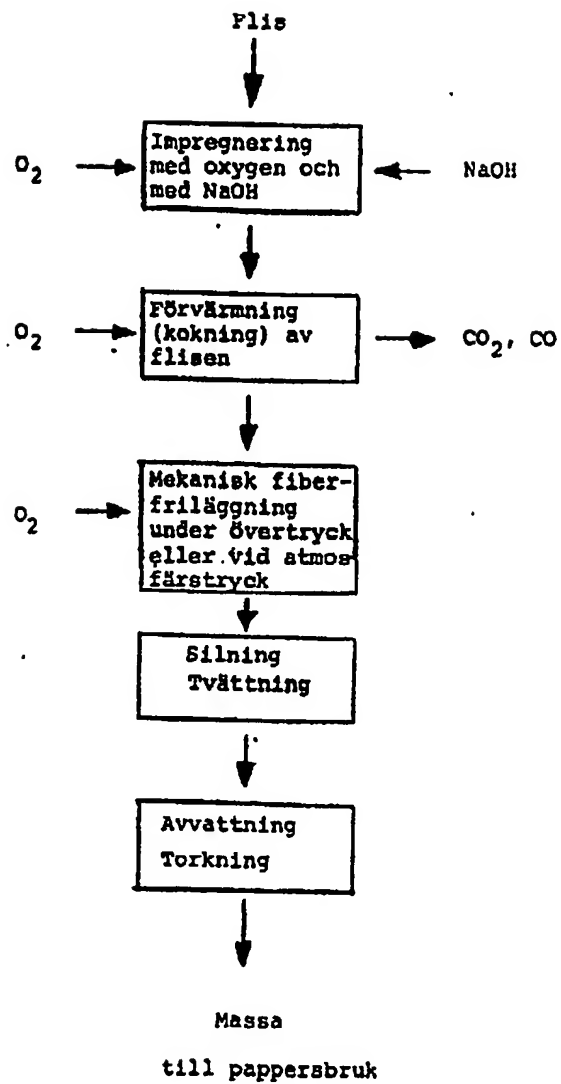 Flis
Impregnering
med oxygen och
med NaOH
O2
NaOH
Förvärmning
(kokning) av
flisen
O2
CO2, CO
Mekanisk fiber-
friläggning
under övertryck
eller vid atmos-
färstryck
O2
Silning
Tvättning
Avvattning
Torkning
Massa
till pappersbruk